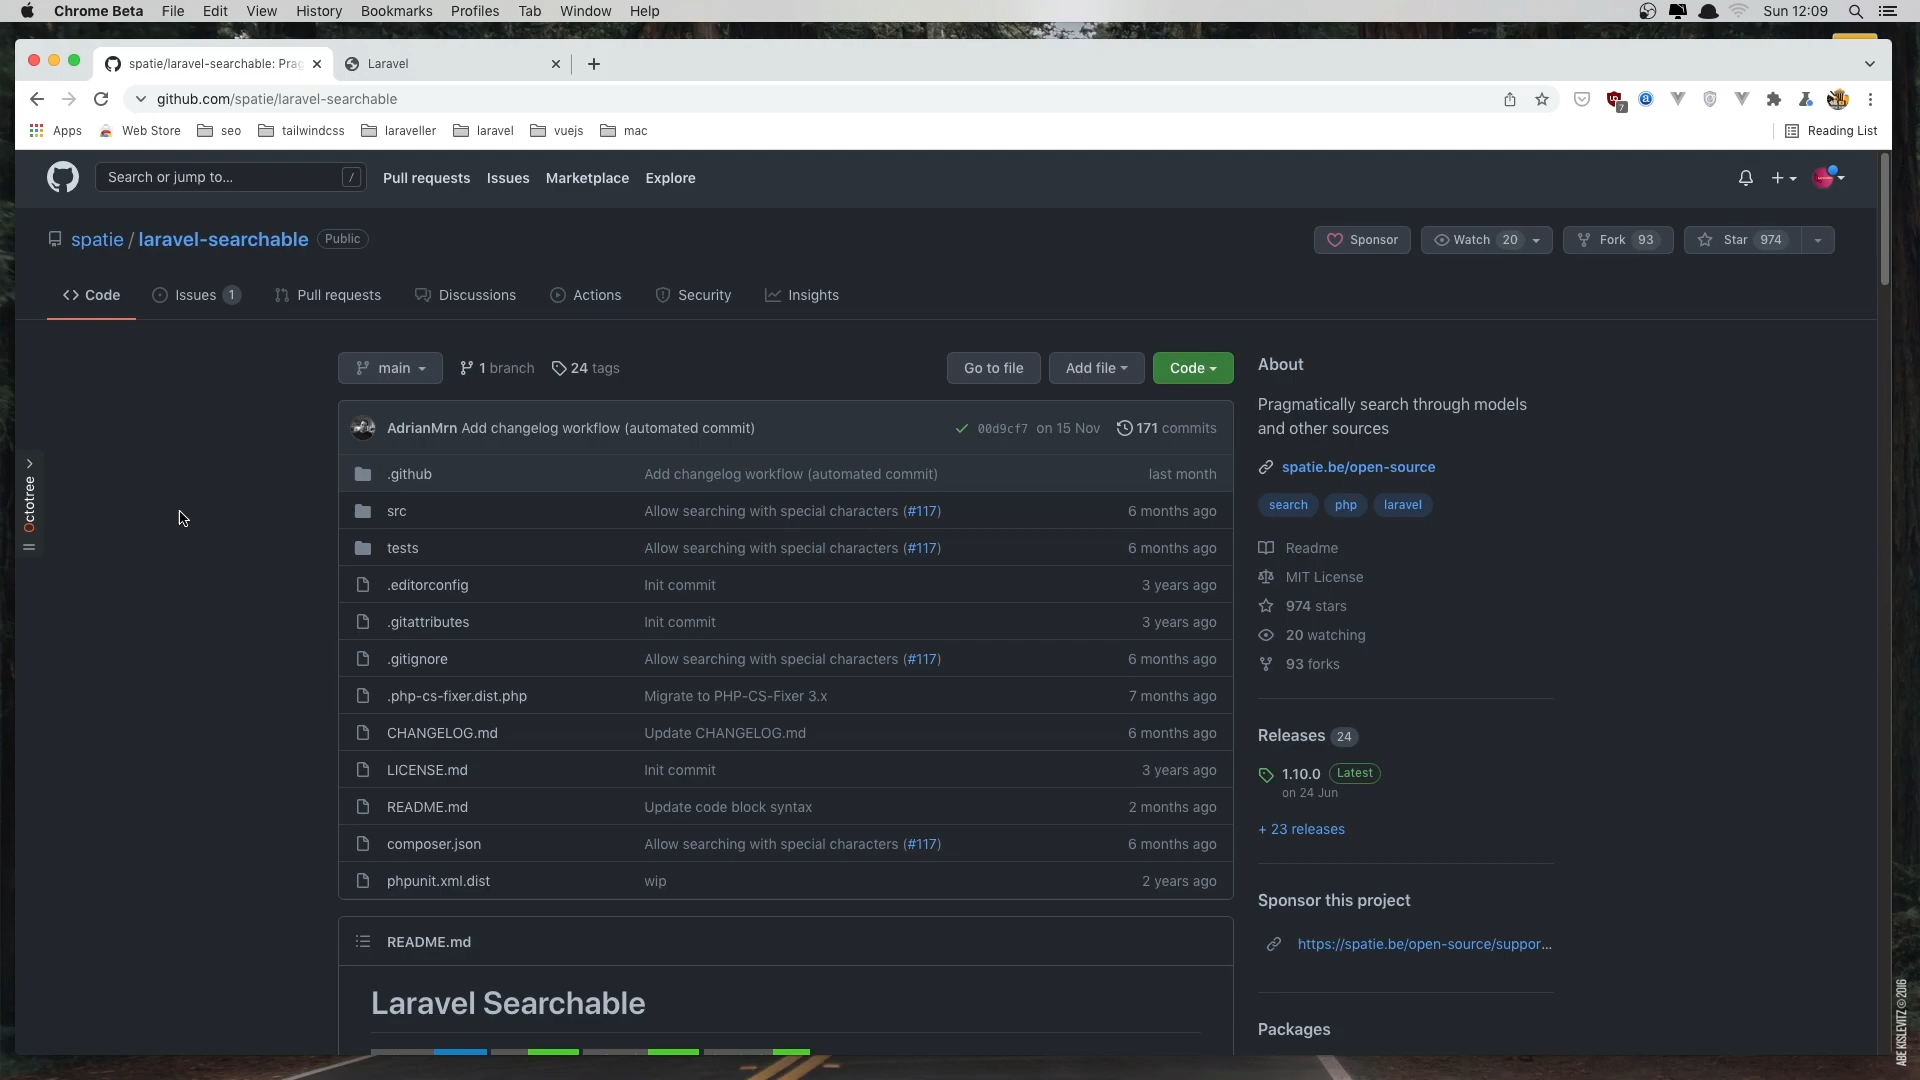 Chrome Beta File Edit View History Bookmarks Profiles Tab Window Help Sun 12:09
spatie/laravel-searchable: Prag Laravel
github.com/spatie/laravel-searchable 7
Apps Web Store seo tailwindcss laraveller laravel vuejs mac Reading List
Search or jump to... / Pull requests Issues Marketplace Explore
spatie / laravel-searchable Public Sponsor Watch 20 Fork 93 Star 974
Code Issues 1 Pull requests Discussions Actions Security Insights
main 1 branch 24 tags Go to file Add file Code
AdrianMrn Add changelog workflow (automated commit) 00d9cf7 on 15 Nov 171 commits
.github Add changelog workflow (automated commit) last month
src Allow searching with special characters (#117) 6 months ago
tests Allow searching with special characters (#117) 6 months ago
.editorconfig Init commit 3 years ago
.gitattributes Init commit 3 years ago
.gitignore Allow searching with special characters (#117) 6 months ago
.php-cs-fixer.dist.php Migrate to PHP-CS-Fixer 3.x 7 months ago
CHANGELOG.md Update CHANGELOG.md 6 months ago
LICENSE.md Init commit 3 years ago
README.md Update code block syntax 2 months ago
composer.json Allow searching with special characters (#117) 6 months ago
phpunit.xml.dist wip 2 years ago
README.md
Laravel Searchable
About
Pragmatically search through models
and other sources
spatie.be/open-source
search php laravel
Readme
MIT License
974 stars
20 watching
93 forks
Releases 24
1.10.0 Latest
on 24 Jun
+ 23 releases
Sponsor this project
https://spatie.be/open-source/suppor...
Packages
Octotree
ABE KISLEVITZ © 2016